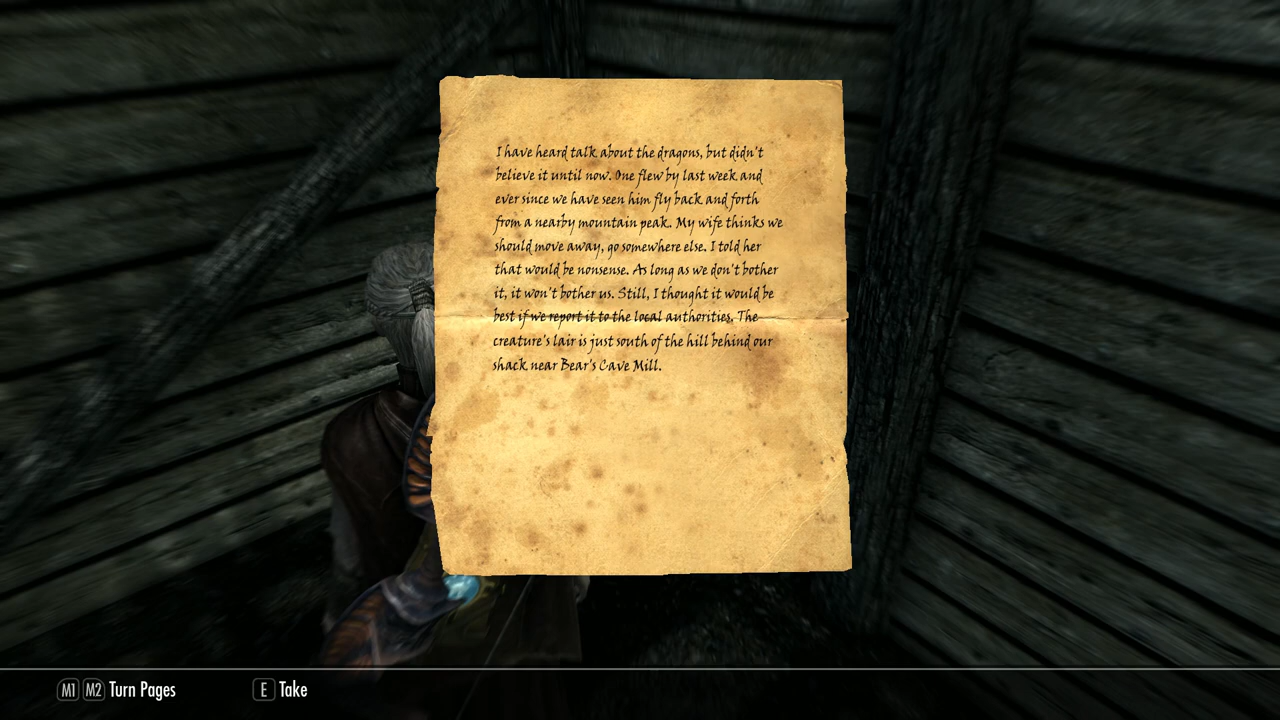 I have heard talk about the dragons, but didn't
believe it until now. One flew by last week and
ever since we have seen him fly back and forth
from a nearby mountain peak. My wife thinks we
should move away, go somewhere else. I told her
that would be nonsense. As long as we don't bother
it, it won't bother us. Still, I thought it would be
best if we report it to the local authorities. The
creature's lair is just south of the hill behind our
shack near Bear's Cave Mill.
M1 M2 Turn Pages
E Take